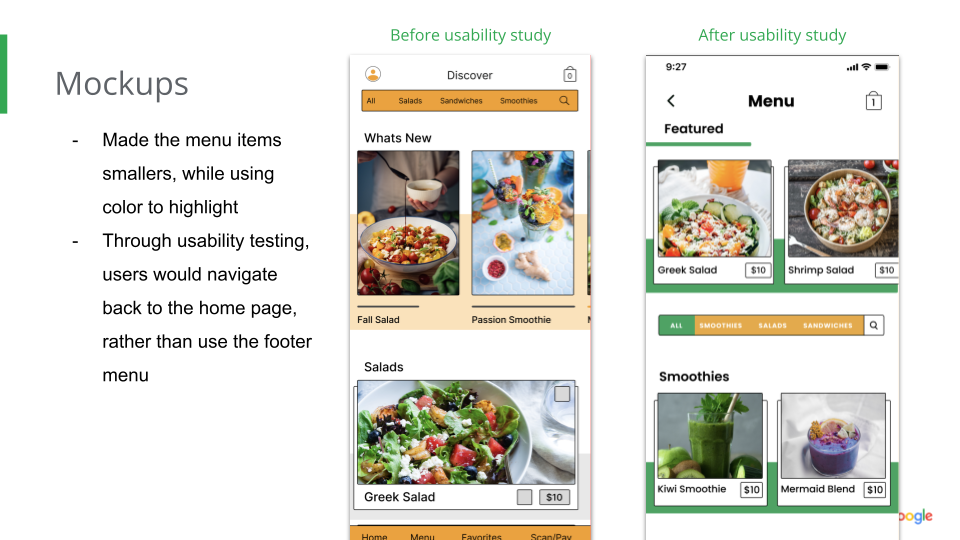 Before usability study
After usability study
Mockups
- Made the menu items
smallers, while using
color to highlight
- Through usability testing,
users would navigate
back to the home page,
rather than use the footer
menu
Discover
0
All Salads Sandwiches Smoothies
Whats New
Fall Salad Passion Smoothie
Salads
Greek Salad $10
Home Menu Favorites Scan/Pay
9:27
Menu
1
Featured
Greek Salad $10 Shrimp Salad $10
ALL SMOOTHIES SALADS SANDWICHES
Smoothies
Kiwi Smoothie $10 Mermaid Blend $10
oogle